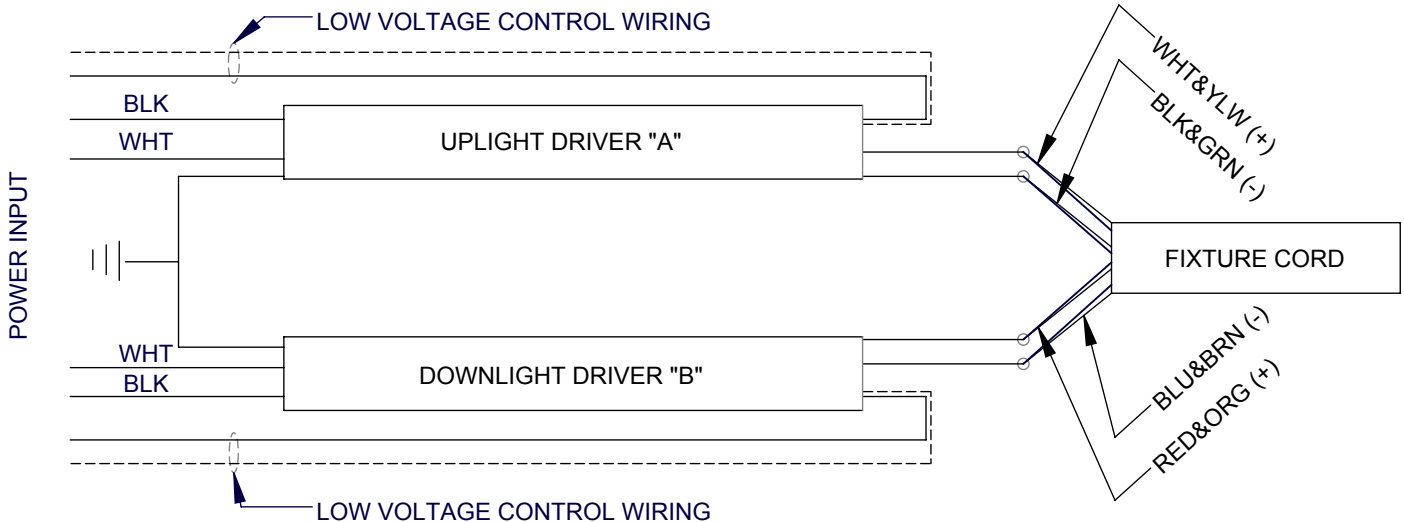 LOW VOLTAGE CONTROL WIRING
BLK
WHT
UPLIGHT DRIVER "A"
WHT&YLW (+)
BLK&GRN (-)
POWER INPUT
FIXTURE CORD
WHT
BLK
DOWNLIGHT DRIVER "B"
BLU&BRN (-)
RED&ORG (+)
LOW VOLTAGE CONTROL WIRING